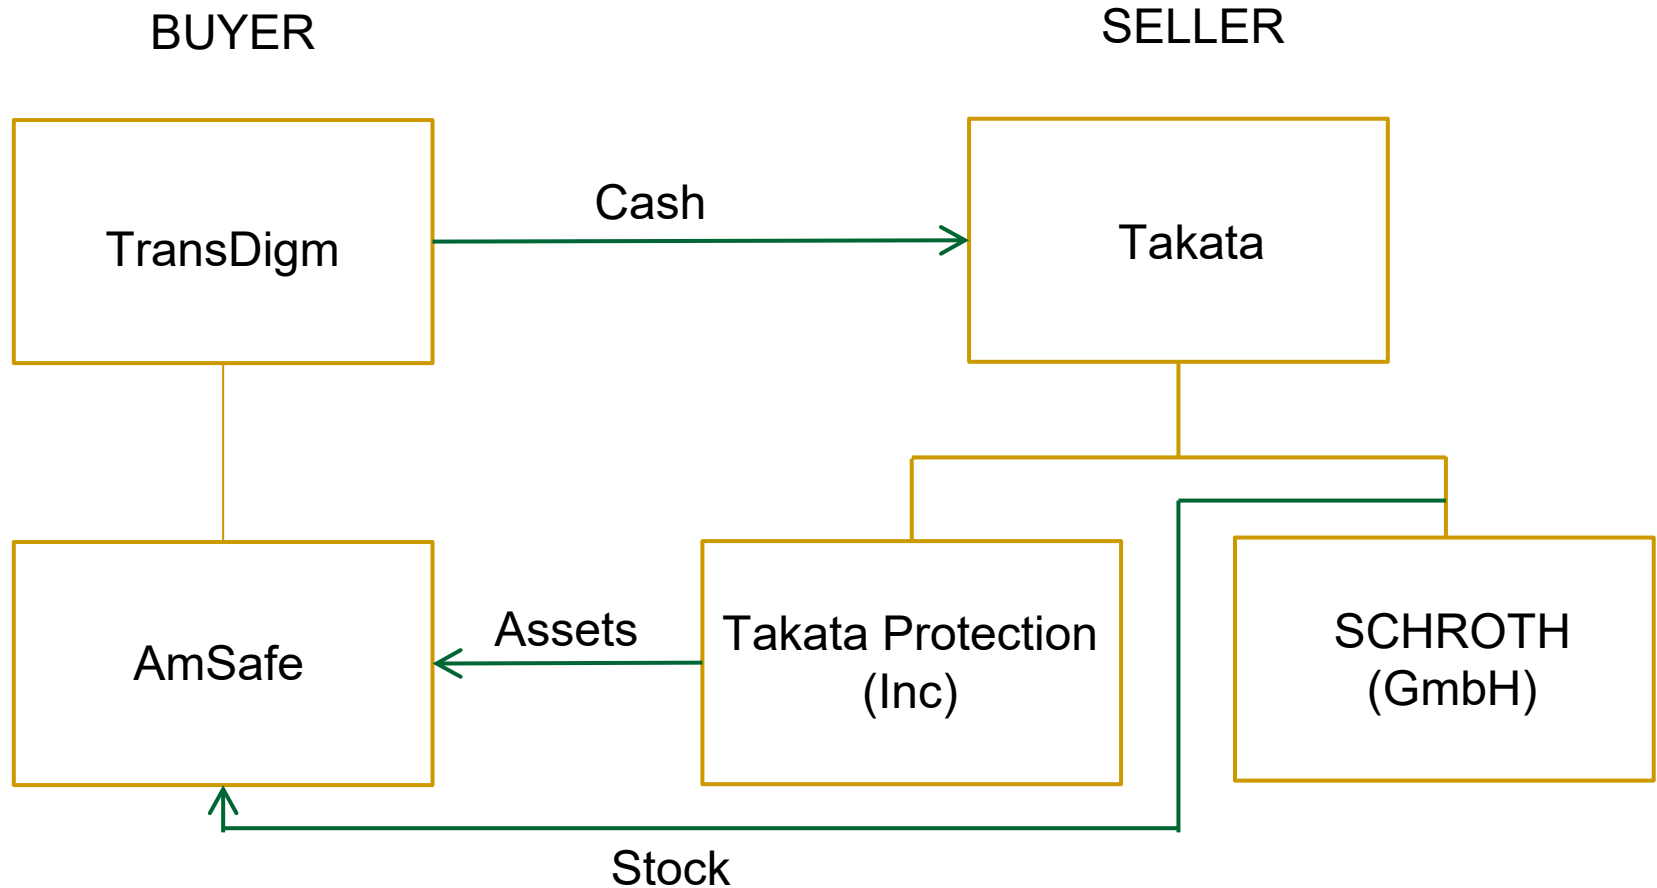 BUYER
SELLER
TransDigm
Cash
Takata
AmSafe
Assets
Takata Protection
(Inc)
SCHROTH
(GmbH)
Stock